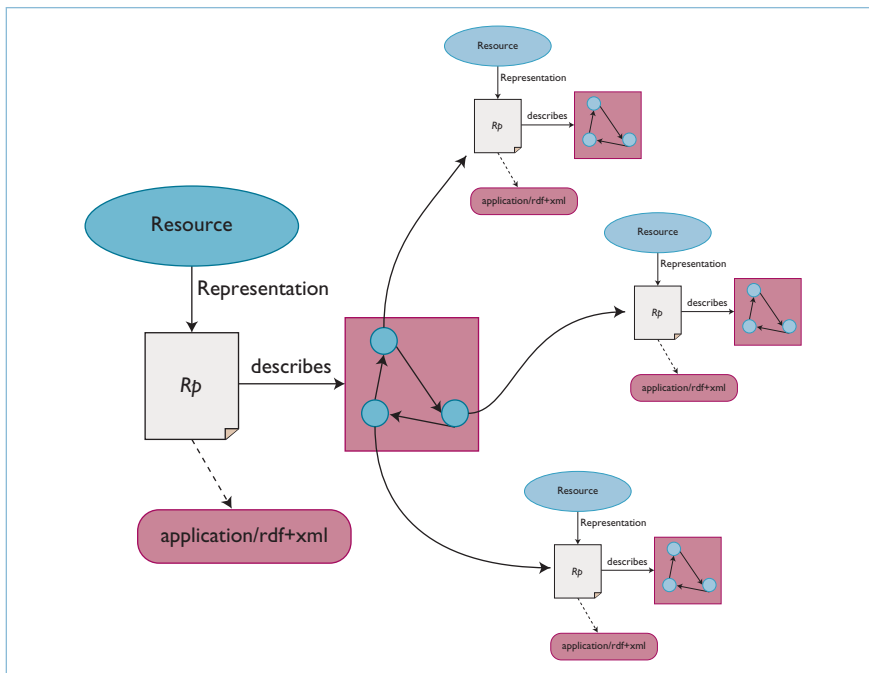 Resource
Representation
Rp
describes
application/rdf+xml
Resource
Representation
Rp
describes
application/rdf+xml
Resource
Representation
Rp
describes
application/rdf+xml
Resource
Representation
Rp
describes
application/rdf+xml